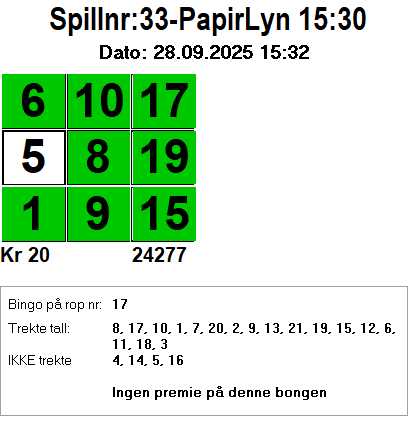 Spillnr:33-PapirLyn 15:30
Dato: 28.09.2025 15:32
6 10 17
5 8 19
1 9 15
Kr 20 24277
Bingo på rop nr: 17
Trekte tall: 8, 17, 10, 1, 7, 20, 2, 9, 13, 21, 19, 15, 12, 6,
11, 18, 3
IKKE trekte 4, 14, 5, 16
Ingen premie på denne bongen